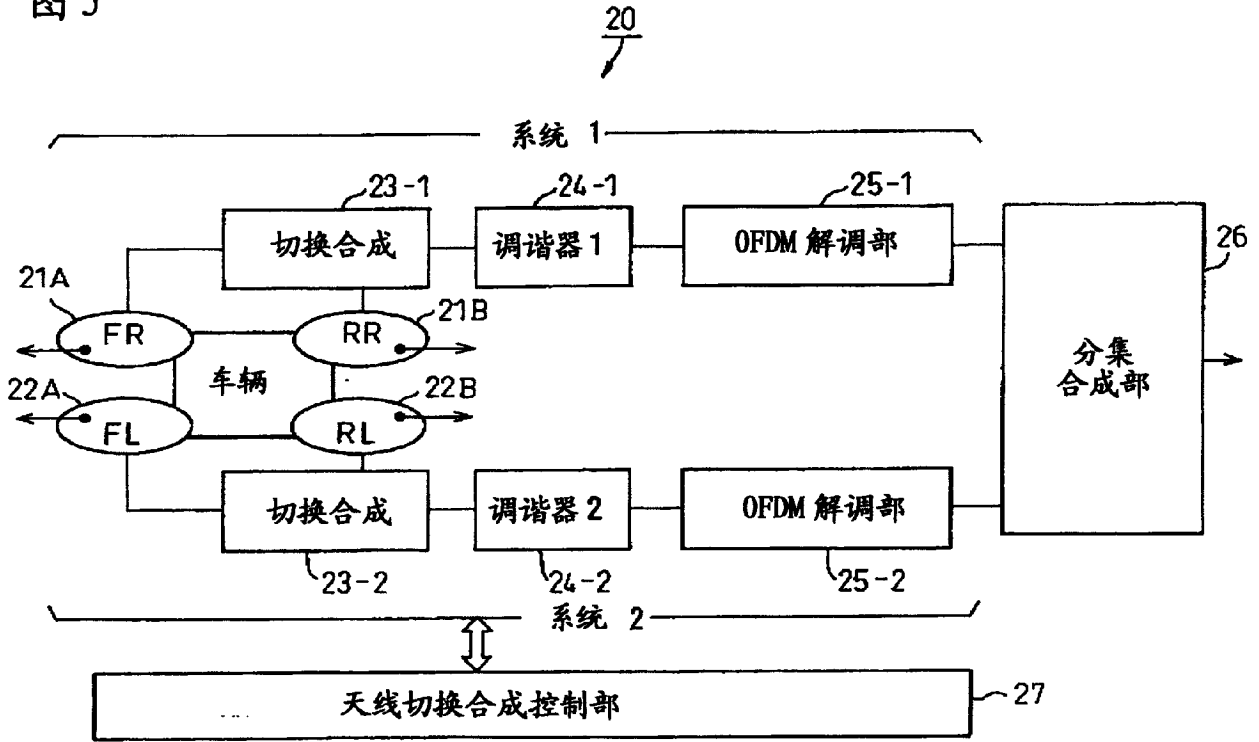 20
系统 1
23-1
24-1
25-1
切换合成
调谐器1
OFDM 解调部
26
21A
21B
FR
RR
车辆
分集
合成部
22A
22B
FL
RL
切换合成
调谐器2
OFDM 解调部
23-2
24-2
25-2
系统 2
天线切换合成控制部
27